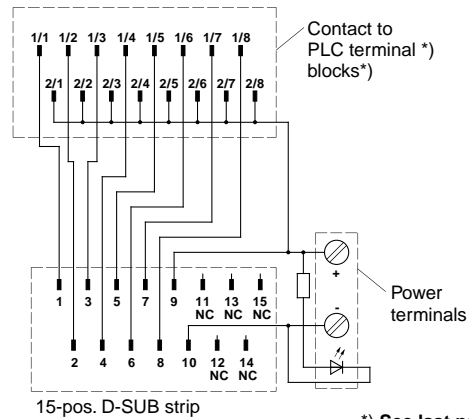 1/1 1/2 1/3 1/4 1/5 1/6 1/7 1/8
Contact to
PLC terminal *)
blocks*)
2/1 2/2 2/3 2/4 2/5 2/6 2/7 2/8
+
-
Power
terminals
1 3 5 7 9 11 13 15
NC NC NC
2 4 6 8 10 12 14
NC NC
15-pos. D-SUB strip
*) See last